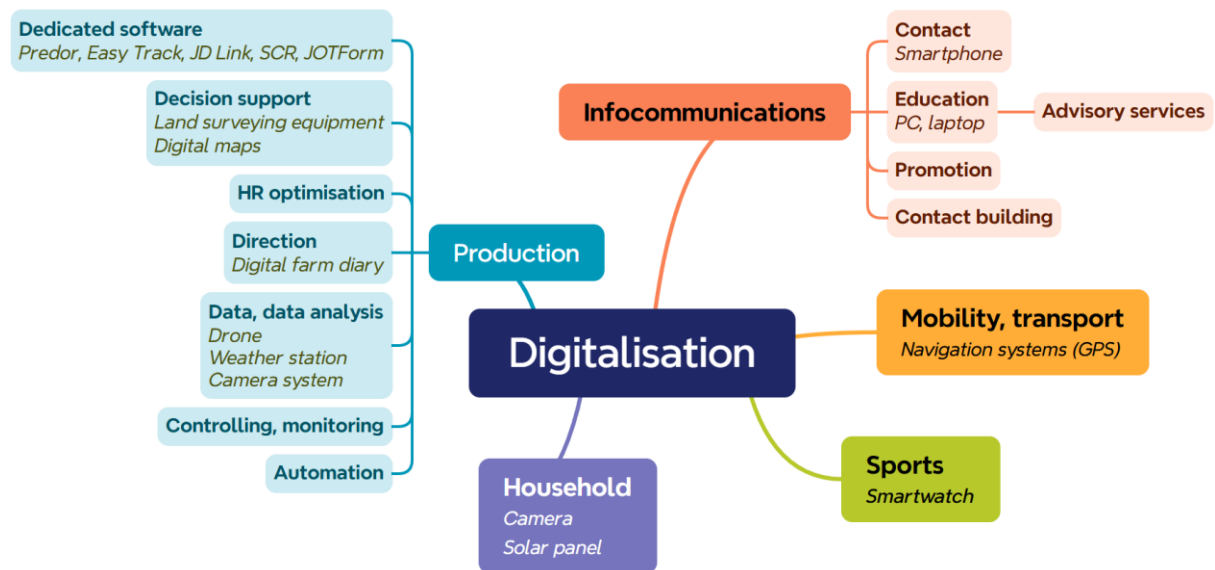 Dedicated software
Predor, Easy Track, JD Link, SCR, JOTForm
Decision support
Land surveying equipment
Digital maps
HR optimisation
Direction
Digital farm diary
Data, data analysis
Drone
Weather station
Camera system
Controlling, monitoring
Automation
Production
Digitalisation
Infocommunications
Contact
Smartphone
Education
PC, laptop
Advisory services
Promotion
Contact building
Mobility, transport
Navigation systems (GPS)
Sports
Smartwatch
Household
Camera
Solar panel